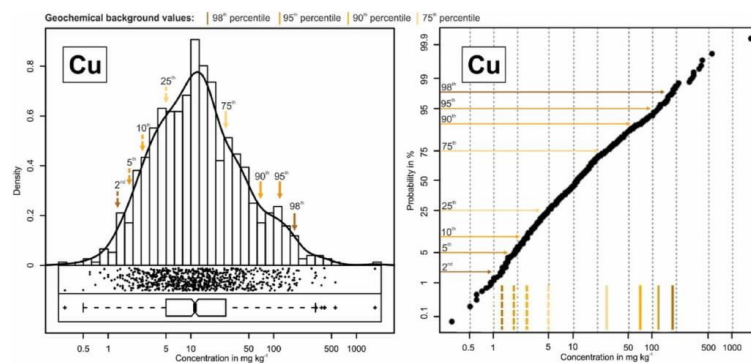 Geochemical background values: 98th percentile 95th percentile 90th percentile 75th percentile
Cu
0.8
0.6
0.4
0.2
0
Density
2nd
5th
10th
25th
75th
90th
95th
98th
0.5 1 5 10 50 100 500 1000
Concentration in mg kg-1
Cu
99.9
99
95
90
75
50
25
10
5
1
0.1
Probability in %
98th
95th
90th
75th
25th
10th
5th
2nd
0.5 1 5 10 50 100 500 1000
Concentration in mg kg-1